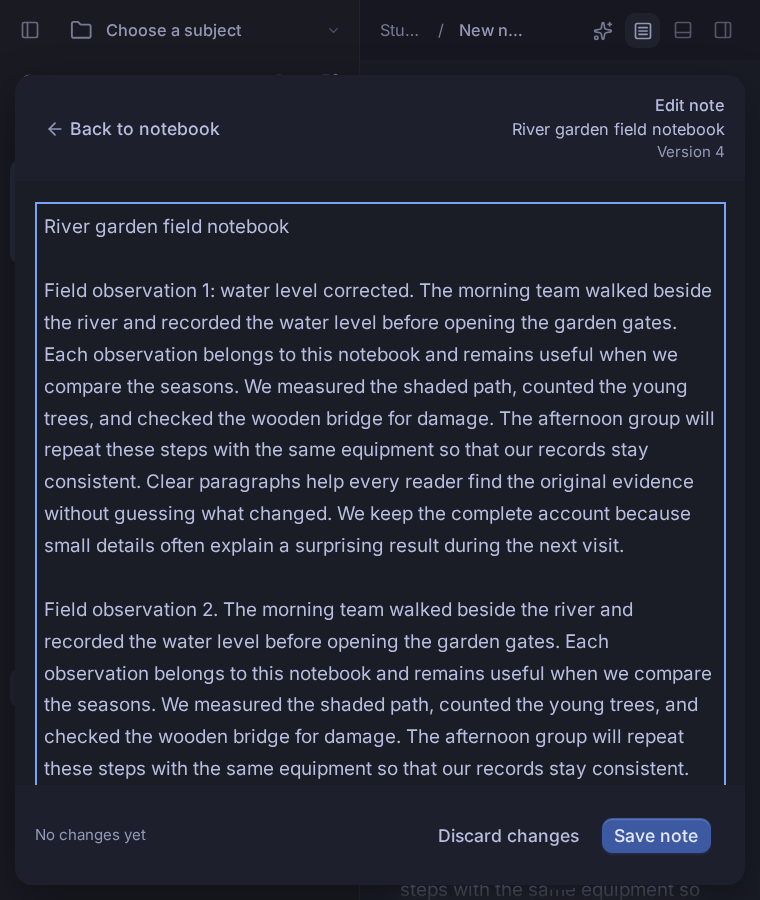 Choose a subject
Stu... / New n...
Edit note
Back to notebook
River garden field notebook
Version 4
River garden field notebook
Field observation 1: water level corrected. The morning team walked beside
the river and recorded the water level before opening the garden gates.
Each observation belongs to this notebook and remains useful when we
compare the seasons. We measured the shaded path, counted the young
trees, and checked the wooden bridge for damage. The afternoon group will
repeat these steps with the same equipment so that our records stay
consistent. Clear paragraphs help every reader find the original evidence
without guessing what changed. We keep the complete account because
small details often explain a surprising result during the next visit.
Field observation 2. The morning team walked beside the river and
recorded the water level before opening the garden gates. Each
observation belongs to this notebook and remains useful when we compare
the seasons. We measured the shaded path, counted the young trees, and
checked the wooden bridge for damage. The afternoon group will repeat
these steps with the same equipment so that our records stay consistent.
No changes yet
Discard changes
Save note
steps with the same equipment so